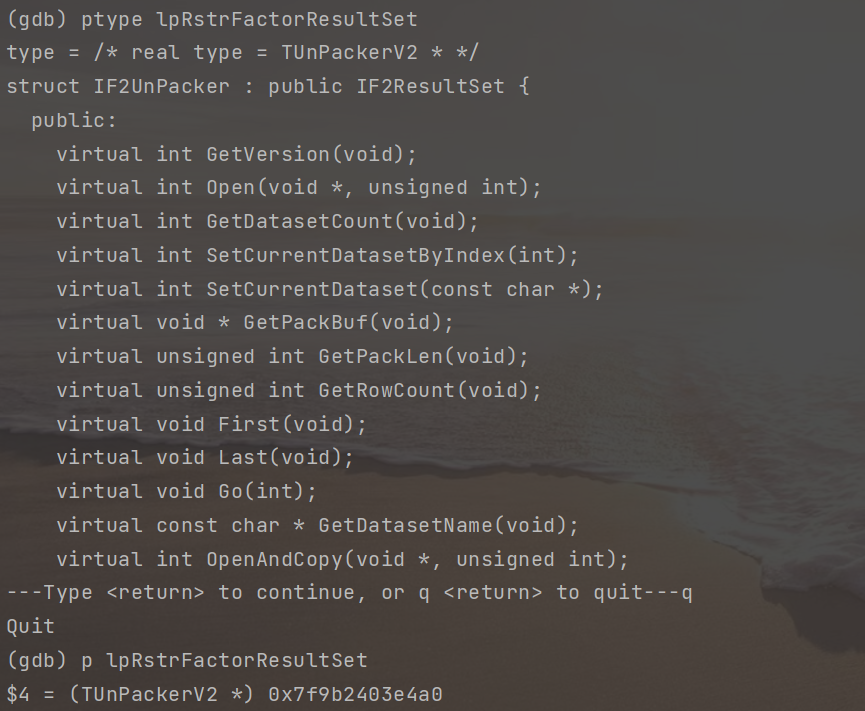 (gdb) ptype lpRstrFactorResultSet
type = /* real type = TUnPackerV2 * */
struct IF2UnPacker : public IF2ResultSet {
  public:
    virtual int GetVersion(void);
    virtual int Open(void *, unsigned int);
    virtual int GetDatasetCount(void);
    virtual int SetCurrentDatasetByIndex(int);
    virtual int SetCurrentDataset(const char *);
    virtual void * GetPackBuf(void);
    virtual unsigned int GetPackLen(void);
    virtual unsigned int GetRowCount(void);
    virtual void First(void);
    virtual void Last(void);
    virtual void Go(int);
    virtual const char * GetDatasetName(void);
    virtual int OpenAndCopy(void *, unsigned int);
---Type <return> to continue, or q <return> to quit---q
Quit
(gdb) p lpRstrFactorResultSet
$4 = (TUnPackerV2 *) 0x7f9b2403e4a0